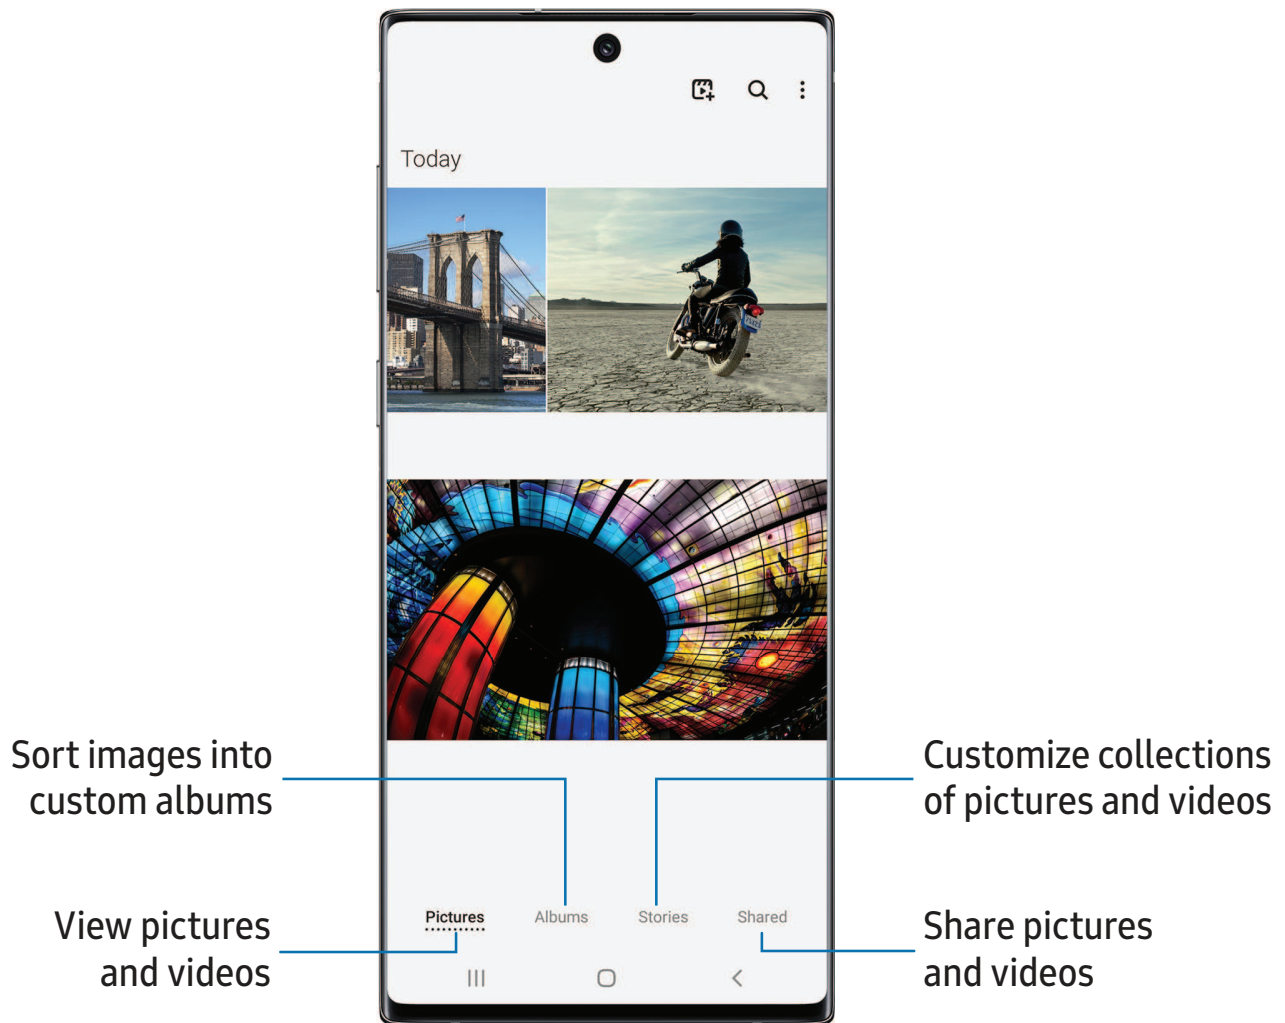 Today
Sort images into
custom albums
Customize collections
of pictures and videos
Pictures
Albums
Stories
Shared
View pictures
and videos
Share pictures
and videos